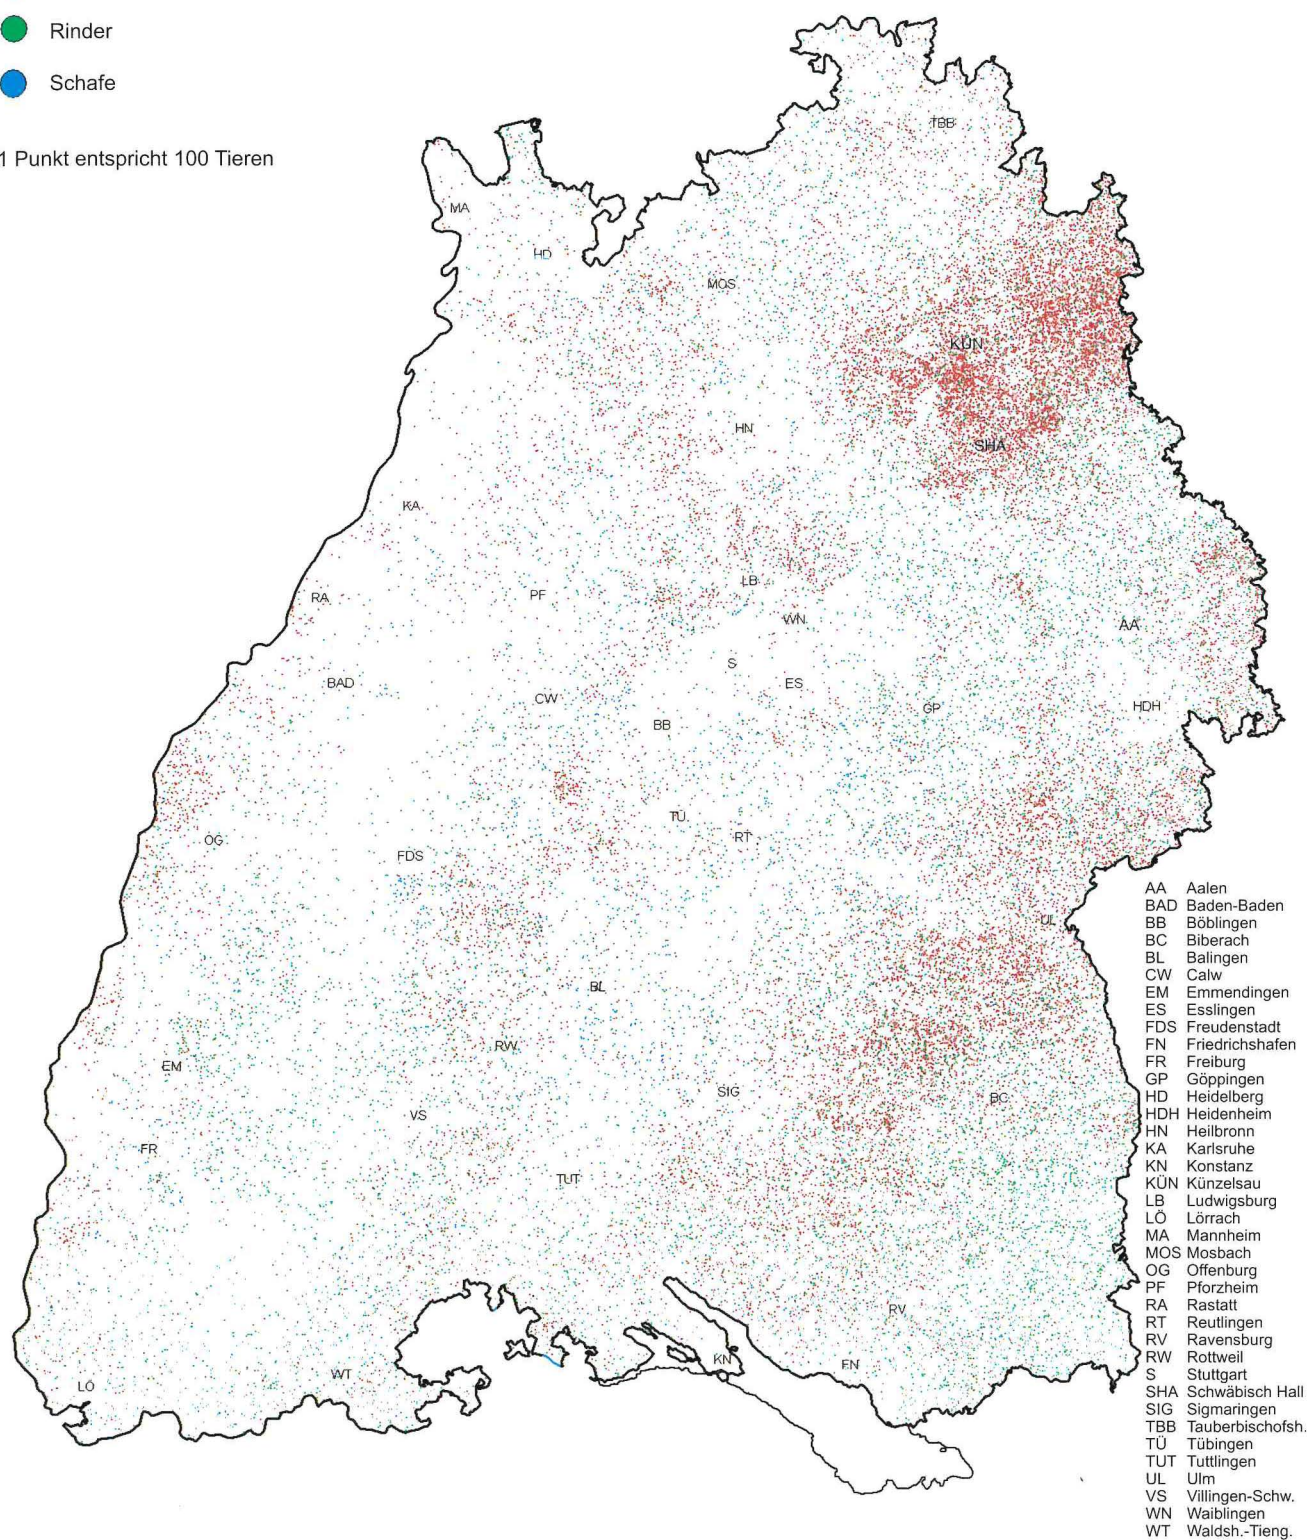 Rinder
Schafe
1 Punkt entspricht 100 Tieren
TBB
MA
HD
MOS
KÜN
HN
SHA
KA
LB
RA
PF
WN
AA
S
BAD
ES
CW
HDH
GP
BB
TÜ
RT
OG
FDS
UL
BL
RW
EM
SIG
BC
VS
FR
TUT
RV
KN
FN
WT
LÖ
AA Aalen
BAD Baden-Baden
BB Böblingen
BC Biberach
BL Balingen
CW Calw
EM Emmendingen
ES Esslingen
FDS Freudenstadt
FN Friedrichshafen
FR Freiburg
GP Göppingen
HD Heidelberg
HDH Heidenheim
HN Heilbronn
KA Karlsruhe
KN Konstanz
KÜN Künzelsau
LB Ludwigsburg
LÖ Lörrach
MA Mannheim
MOS Mosbach
OG Offenburg
PF Pforzheim
RA Rastatt
RT Reutlingen
RV Ravensburg
RW Rottweil
S Stuttgart
SHA Schwäbisch Hall
SIG Sigmaringen
TBB Tauberbischofsh.
TÜ Tübingen
TUT Tuttlingen
UL Ulm
VS Villingen-Schw.
WN Waiblingen
WT Waldsh.-Tieng.